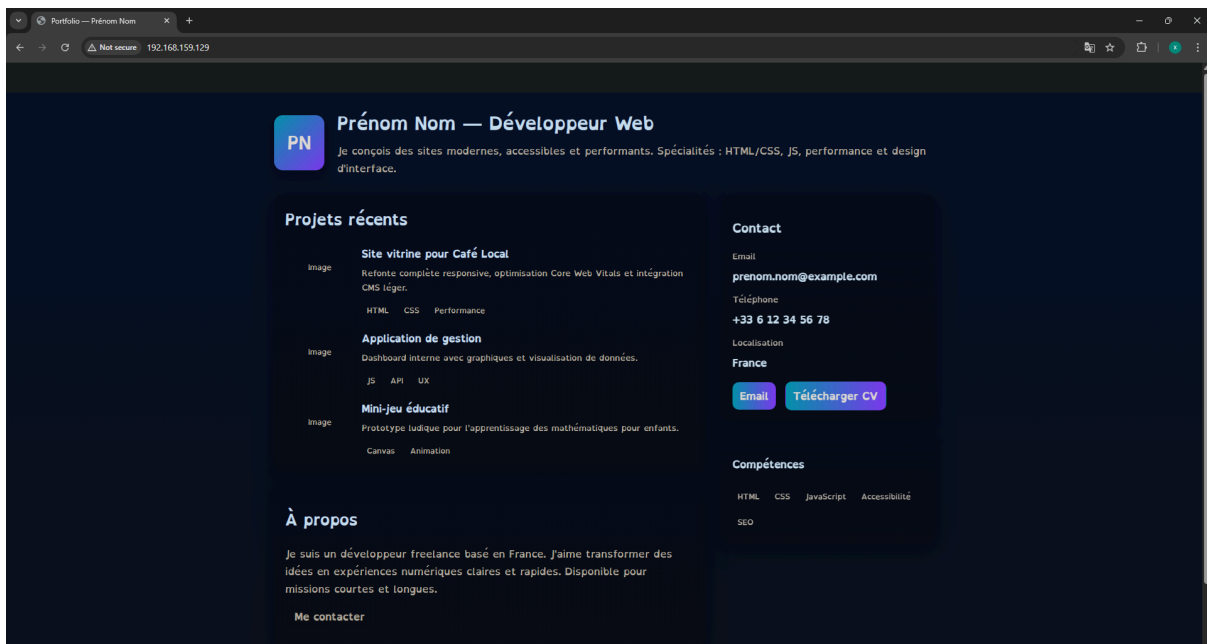 Portfolio — Prénom Nom
Not secure
192.168.159.129
PN
Prénom Nom — Développeur Web
Je conçois des sites modernes, accessibles et performants. Spécialités : HTML/CSS, JS, performance et design
d'interface.
Projets récents
Image
Site vitrine pour Café Local
Refonte complète responsive, optimisation Core Web Vitals et intégration
CMS léger.
HTML CSS Performance
Image
Application de gestion
Dashboard interne avec graphiques et visualisation de données.
JS API UX
Image
Mini-jeu éducatif
Prototype ludique pour l'apprentissage des mathématiques pour enfants.
Canvas Animation
À propos
Je suis un développeur freelance basé en France. J'aime transformer des
idées en expériences numériques claires et rapides. Disponible pour
missions courtes et longues.
Me contacter
Contact
Email
prenom.nom@example.com
Téléphone
+33 6 12 34 56 78
Localisation
France
Email Télécharger CV
Compétences
HTML CSS JavaScript Accessibilité
SEO